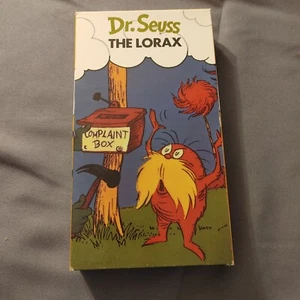 Dr. Seuss
THE LORAX
COMPLAINT
BOX